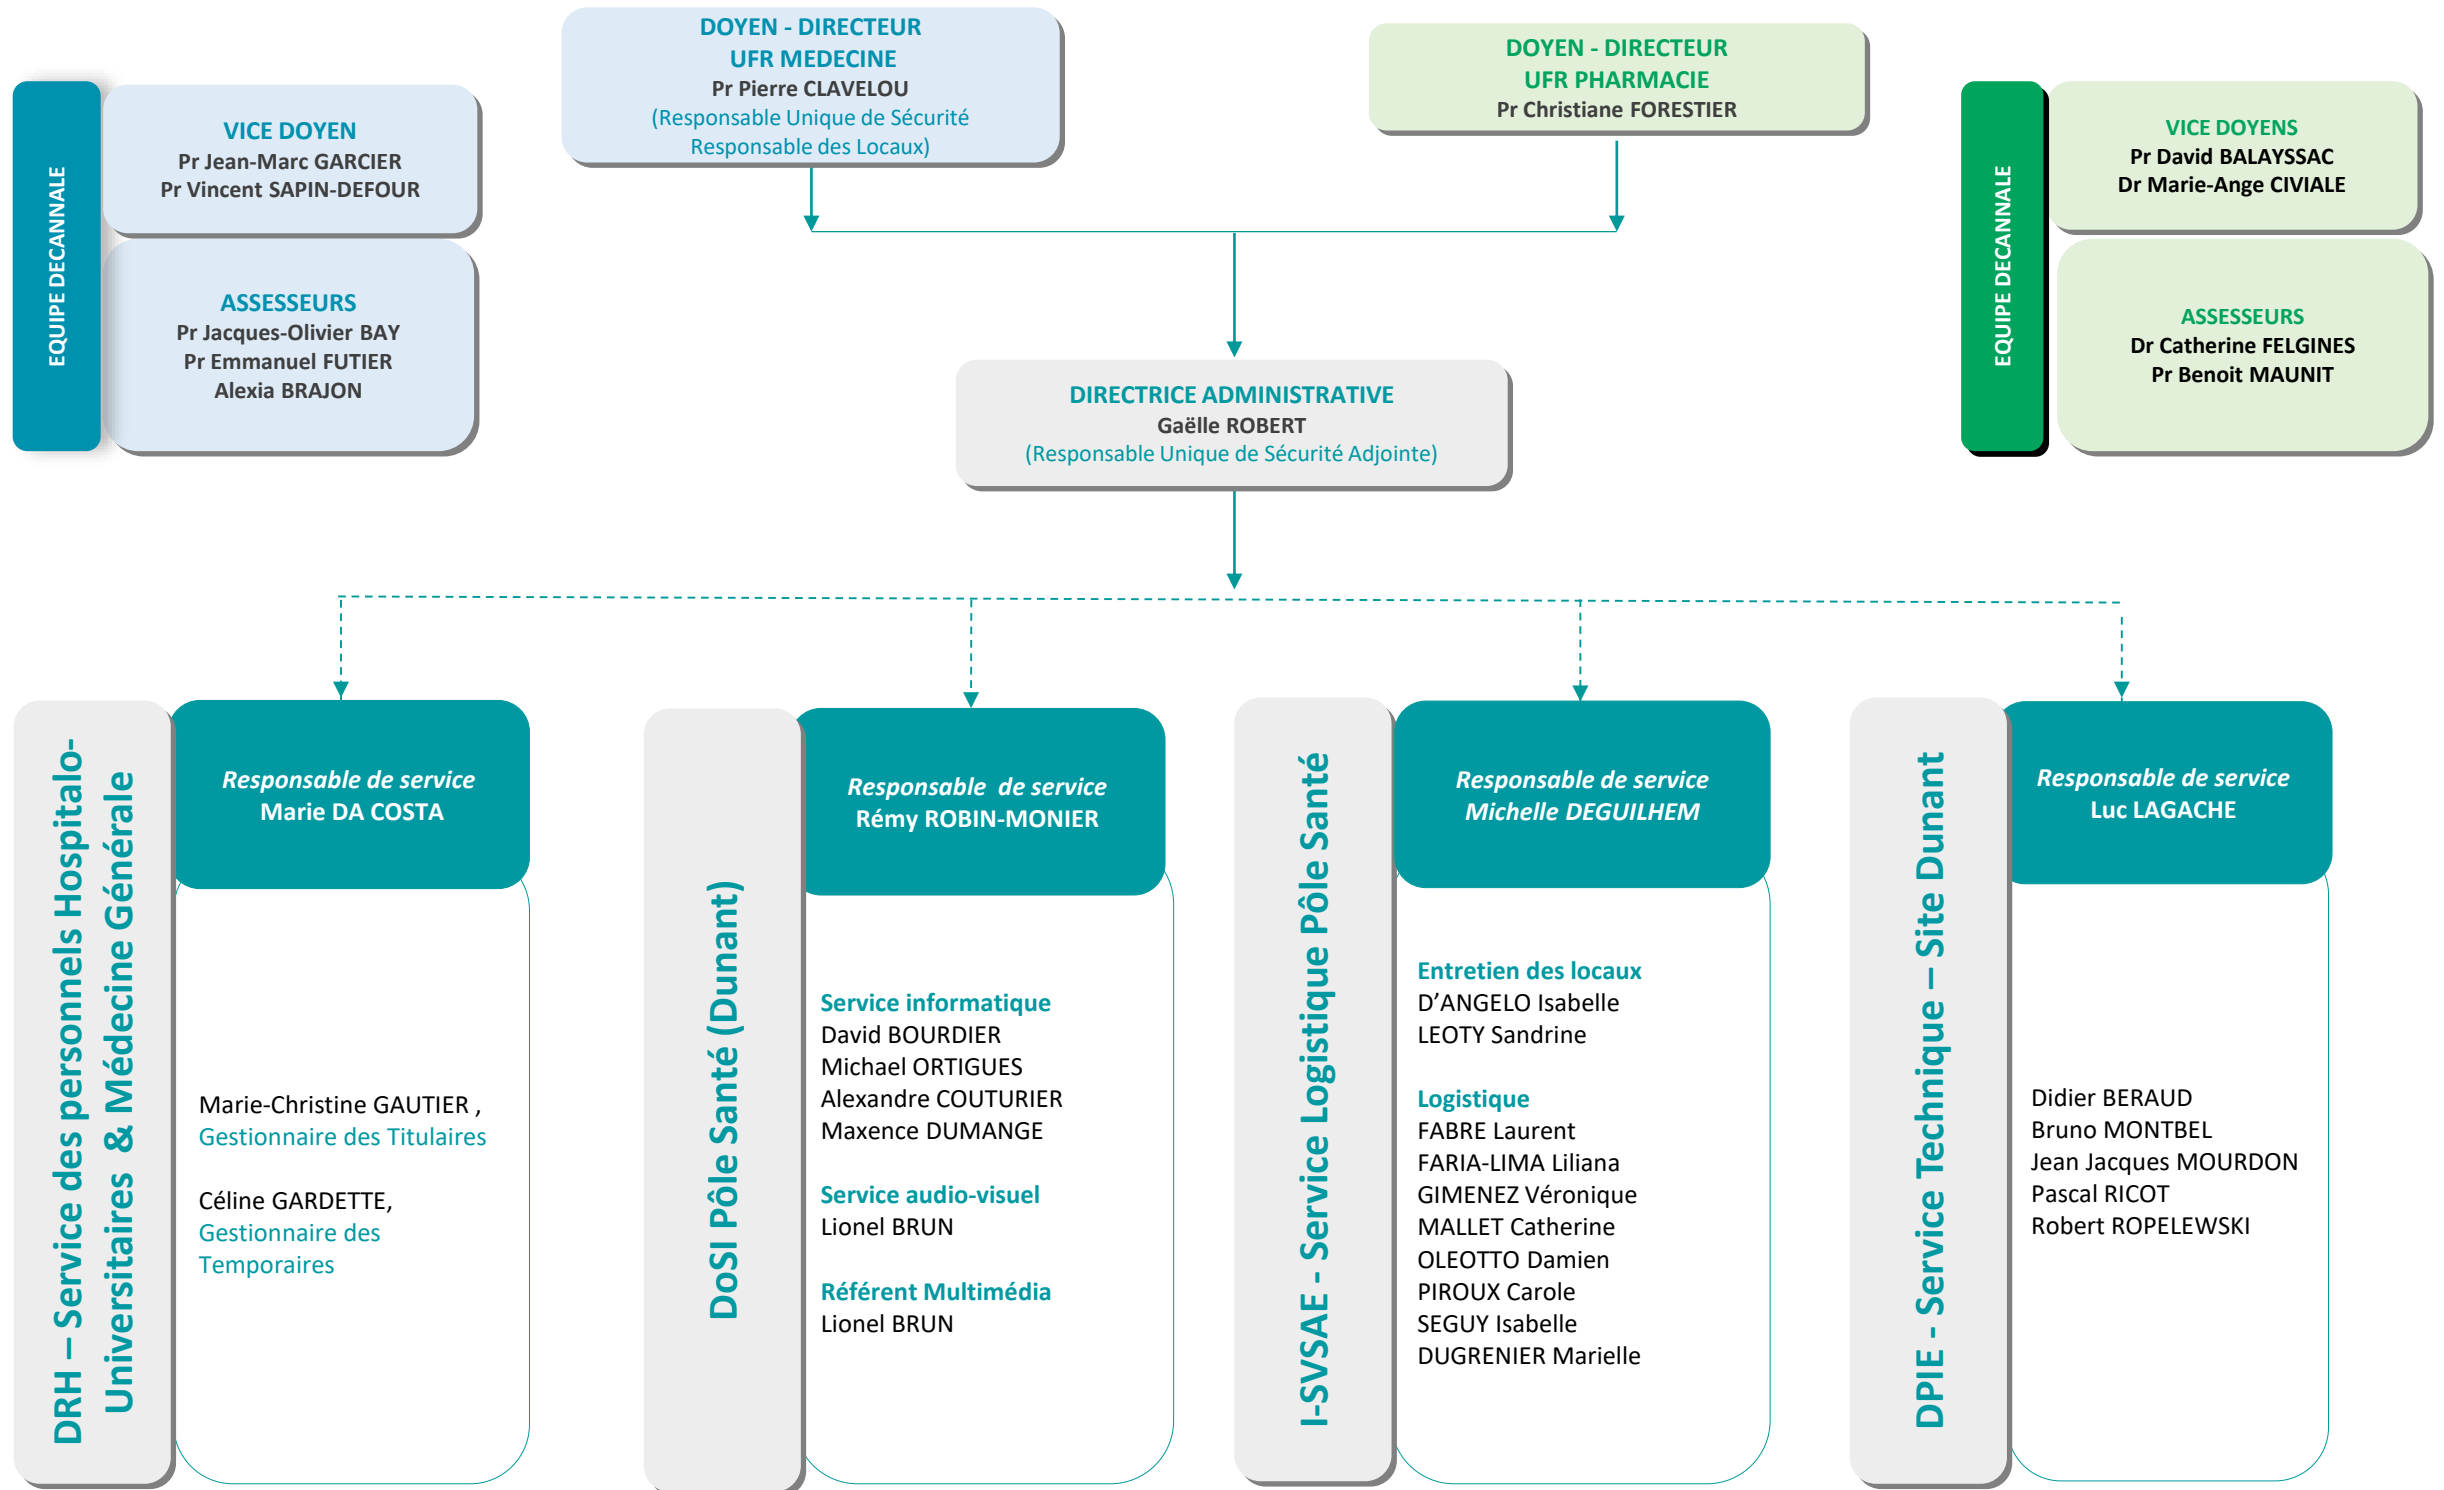 DOYEN - DIRECTEUR
UFR MEDECINE
Pr Pierre CLAVELOU
(Responsable Unique de Sécurité
Responsable des Locaux)
DOYEN - DIRECTEUR
UFR PHARMACIE
Pr Christiane FORESTIER
EQUIPE DECANNALE
VICE DOYEN
Pr Jean-Marc GARCIER
Pr Vincent SAPIN-DEFOUR
ASSESSEURS
Pr Jacques-Olivier BAY
Pr Emmanuel FUTIER
Alexia BRAJON
EQUIPE DECANNALE
VICE DOYENS
Pr David BALAYSSAC
Dr Marie-Ange CIVIALE
ASSESSEURS
Dr Catherine FELGINES
Pr Benoit MAUNIT
DIRECTRICE ADMINISTRATIVE
Gaëlle ROBERT
(Responsable Unique de Sécurité Adjointe)
DRH – Service des personnels Hospitalo-
Universitaires & Médecine Générale
Responsable de service
Marie DA COSTA
Marie-Christine GAUTIER ,
Gestionnaire des Titulaires
Céline GARDETTE,
Gestionnaire des
Temporaires
DoSI Pôle Santé (Dunant)
Responsable de service
Rémy ROBIN-MONIER
Service informatique
David BOURDIER
Michael ORTIGUES
Alexandre COUTURIER
Maxence DUMANGE
Service audio-visuel
Lionel BRUN
Référent Multimédia
Lionel BRUN
I-SVSAE - Service Logistique Pôle Santé
Responsable de service
Michelle DEGUILHEM
Entretien des locaux
D’ANGELO Isabelle
LEOTY Sandrine
Logistique
FABRE Laurent
FARIA-LIMA Liliana
GIMENEZ Véronique
MALLET Catherine
OLEOTTO Damien
PIROUX Carole
SEGUY Isabelle
DUGRENIER Marielle
DPIE - Service Technique – Site Dunant
Responsable de service
Luc LAGACHE
Didier BERAUD
Bruno MONTBEL
Jean Jacques MOURDON
Pascal RICOT
Robert ROPELEWSKI